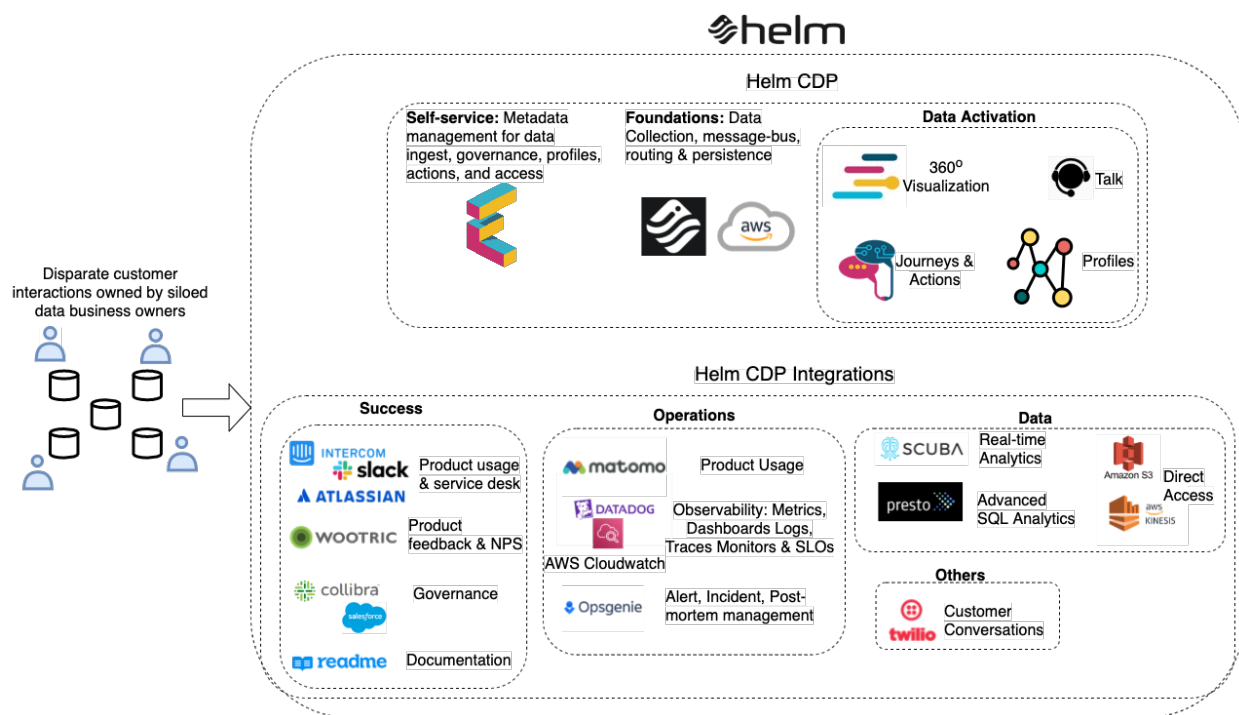 helm
Helm CDP
Self-service: Metadata
management for data
ingest, governance, profiles,
actions, and access
Foundations: Data
Collection, message-bus,
routing & persistence
aws
Data Activation
360º
Visualization
Talk
Journeys &
Actions
Profiles
Disparate customer
interactions owned by siloed
data business owners
Helm CDP Integrations
Success
INTERCOM
slack
ATLASSIAN
Product usage
& service desk
WOOTRIC
Product
feedback & NPS
collibra
salesforce
Governance
readme
Documentation
Operations
matomo
Product Usage
DATADOG
AWS Cloudwatch
Observability: Metrics,
Dashboards Logs,
Traces Monitors & SLOs
Opsgenie
Alert, Incident, Post-
mortem management
Data
SCUBA
Real-time
Analytics
presto
Advanced
SQL Analytics
Amazon S3
aws
KINESIS
Direct
Access
Others
twilio
Customer
Conversations